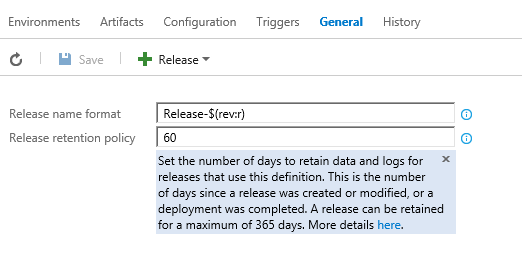 Environments Artifacts Configuration Triggers General History
Save Release
Release name format Release-$(rev:r)
Release retention policy 60
Set the number of days to retain data and logs for
releases that use this definition. This is the number
of days since a release was created or modified, or a
deployment was completed. A release can be retained
for a maximum of 365 days. More details here.